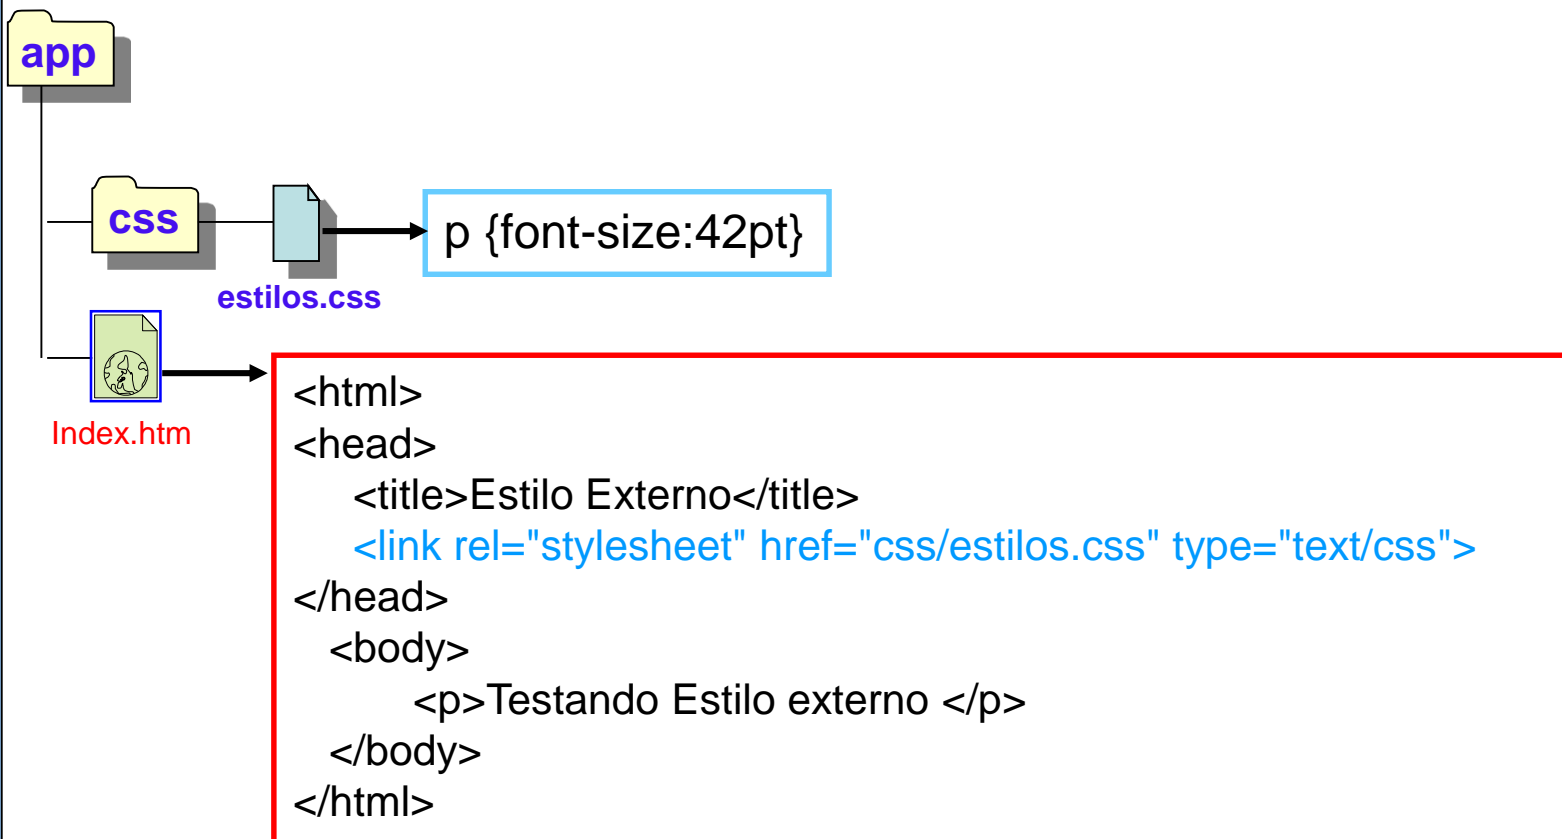 app
css
p {font-size:42pt}
estilos.css
Index.htm
<html>
<head>
<title>Estilo Externo</title>
<link rel="stylesheet" href="css/estilos.css" type="text/css">
</head>
<body>
<p>Testando Estilo externo </p>
</body>
</html>